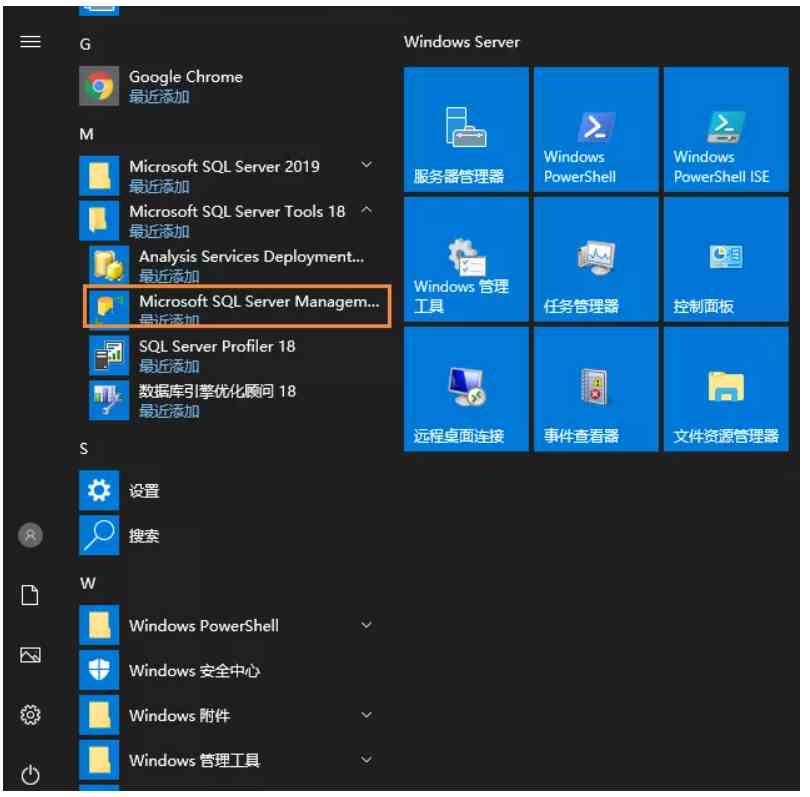 G
Google Chrome
最近添加
M
Microsoft SQL Server 2019
最近添加
Microsoft SQL Server Tools 18
最近添加
Analysis Services Deployment...
最近添加
Microsoft SQL Server Managem...
最近添加
SQL Server Profiler 18
最近添加
数据库引擎优化顾问 18
最近添加
S
设置
搜索
W
Windows PowerShell
Windows 安全中心
Windows 附件
Windows 管理工具
Windows Server
服务器管理器
Windows
PowerShell
Windows
PowerShell ISE
Windows 管理
工具
任务管理器
控制面板
远程桌面连接
事件查看器
文件资源管理器